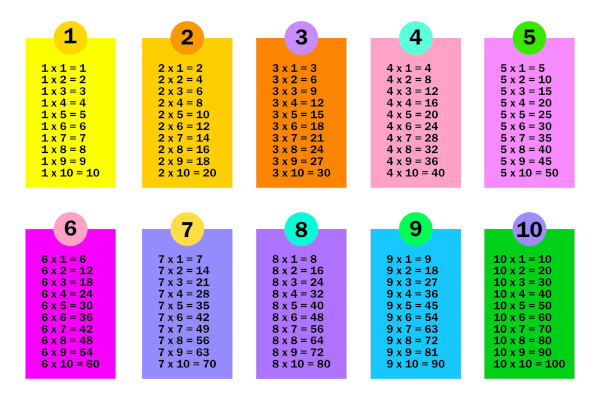 1
1 x 1 = 1
1 x 2 = 2
1 x 3 = 3
1 x 4 = 4
1 x 5 = 5
1 x 6 = 6
1 x 7 = 7
1 x 8 = 8
1 x 9 = 9
1 x 10 = 10
2
2 x 1 = 2
2 x 2 = 4
2 x 3 = 6
2 x 4 = 8
2 x 5 = 10
2 x 6 = 12
2 x 7 = 14
2 x 8 = 16
2 x 9 = 18
2 x 10 = 20
3
3 x 1 = 3
3 x 2 = 6
3 x 3 = 9
3 x 4 = 12
3 x 5 = 15
3 x 6 = 18
3 x 7 = 21
3 x 8 = 24
3 x 9 = 27
3 x 10 = 30
4
4 x 1 = 4
4 x 2 = 8
4 x 3 = 12
4 x 4 = 16
4 x 5 = 20
4 x 6 = 24
4 x 7 = 28
4 x 8 = 32
4 x 9 = 36
4 x 10 = 40
5
5 x 1 = 5
5 x 2 = 10
5 x 3 = 15
5 x 4 = 20
5 x 5 = 25
5 x 6 = 30
5 x 7 = 35
5 x 8 = 40
5 x 9 = 45
5 x 10 = 50
6
6 x 1 = 6
6 x 2 = 12
6 x 3 = 18
6 x 4 = 24
6 x 5 = 30
6 x 6 = 36
6 x 7 = 42
6 x 8 = 48
6 x 9 = 54
6 x 10 = 60
7
7 x 1 = 7
7 x 2 = 14
7 x 3 = 21
7 x 4 = 28
7 x 5 = 35
7 x 6 = 42
7 x 7 = 49
7 x 8 = 56
7 x 9 = 63
7 x 10 = 70
8
8 x 1 = 8
8 x 2 = 16
8 x 3 = 24
8 x 4 = 32
8 x 5 = 40
8 x 6 = 48
8 x 7 = 56
8 x 8 = 64
8 x 9 = 72
8 x 10 = 80
9
9 x 1 = 9
9 x 2 = 18
9 x 3 = 27
9 x 4 = 36
9 x 5 = 45
9 x 6 = 54
9 x 7 = 63
9 x 8 = 72
9 x 9 = 81
9 x 10 = 90
10
10 x 1 = 10
10 x 2 = 20
10 x 3 = 30
10 x 4 = 40
10 x 5 = 50
10 x 6 = 60
10 x 7 = 70
10 x 8 = 80
10 x 9 = 90
10 x 10 = 100